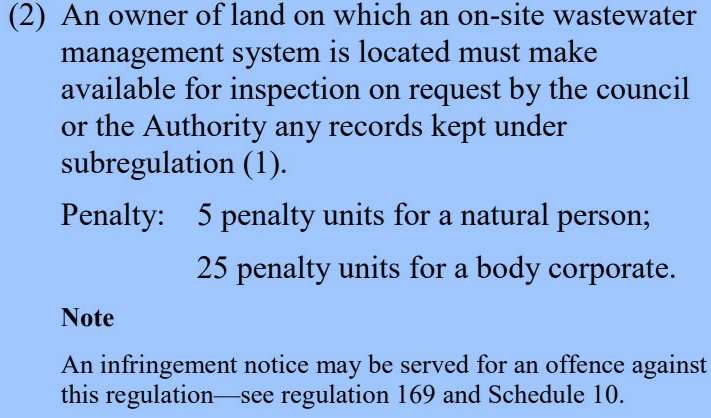 (2) An owner of land on which an on-site wastewater
management system is located must make
available for inspection on request by the council
or the Authority any records kept under
subregulation (1).
Penalty: 5 penalty units for a natural person;
25 penalty units for a body corporate.
Note
An infringement notice may be served for an offence against
this regulation—see regulation 169 and Schedule 10.